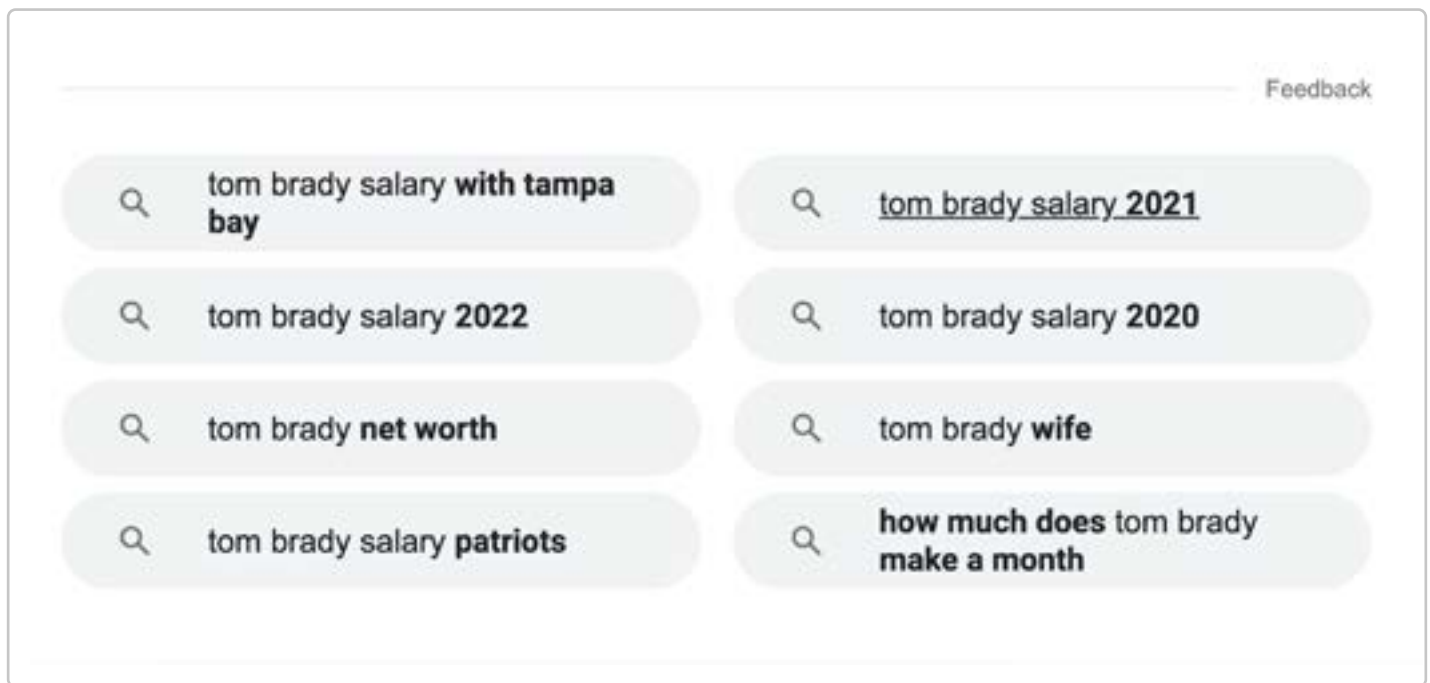 Feedback
tom brady salary with tampa
bay
tom brady salary 2021
tom brady salary 2022
tom brady salary 2020
tom brady net worth
tom brady wife
tom brady salary patriots
how much does tom brady
make a month